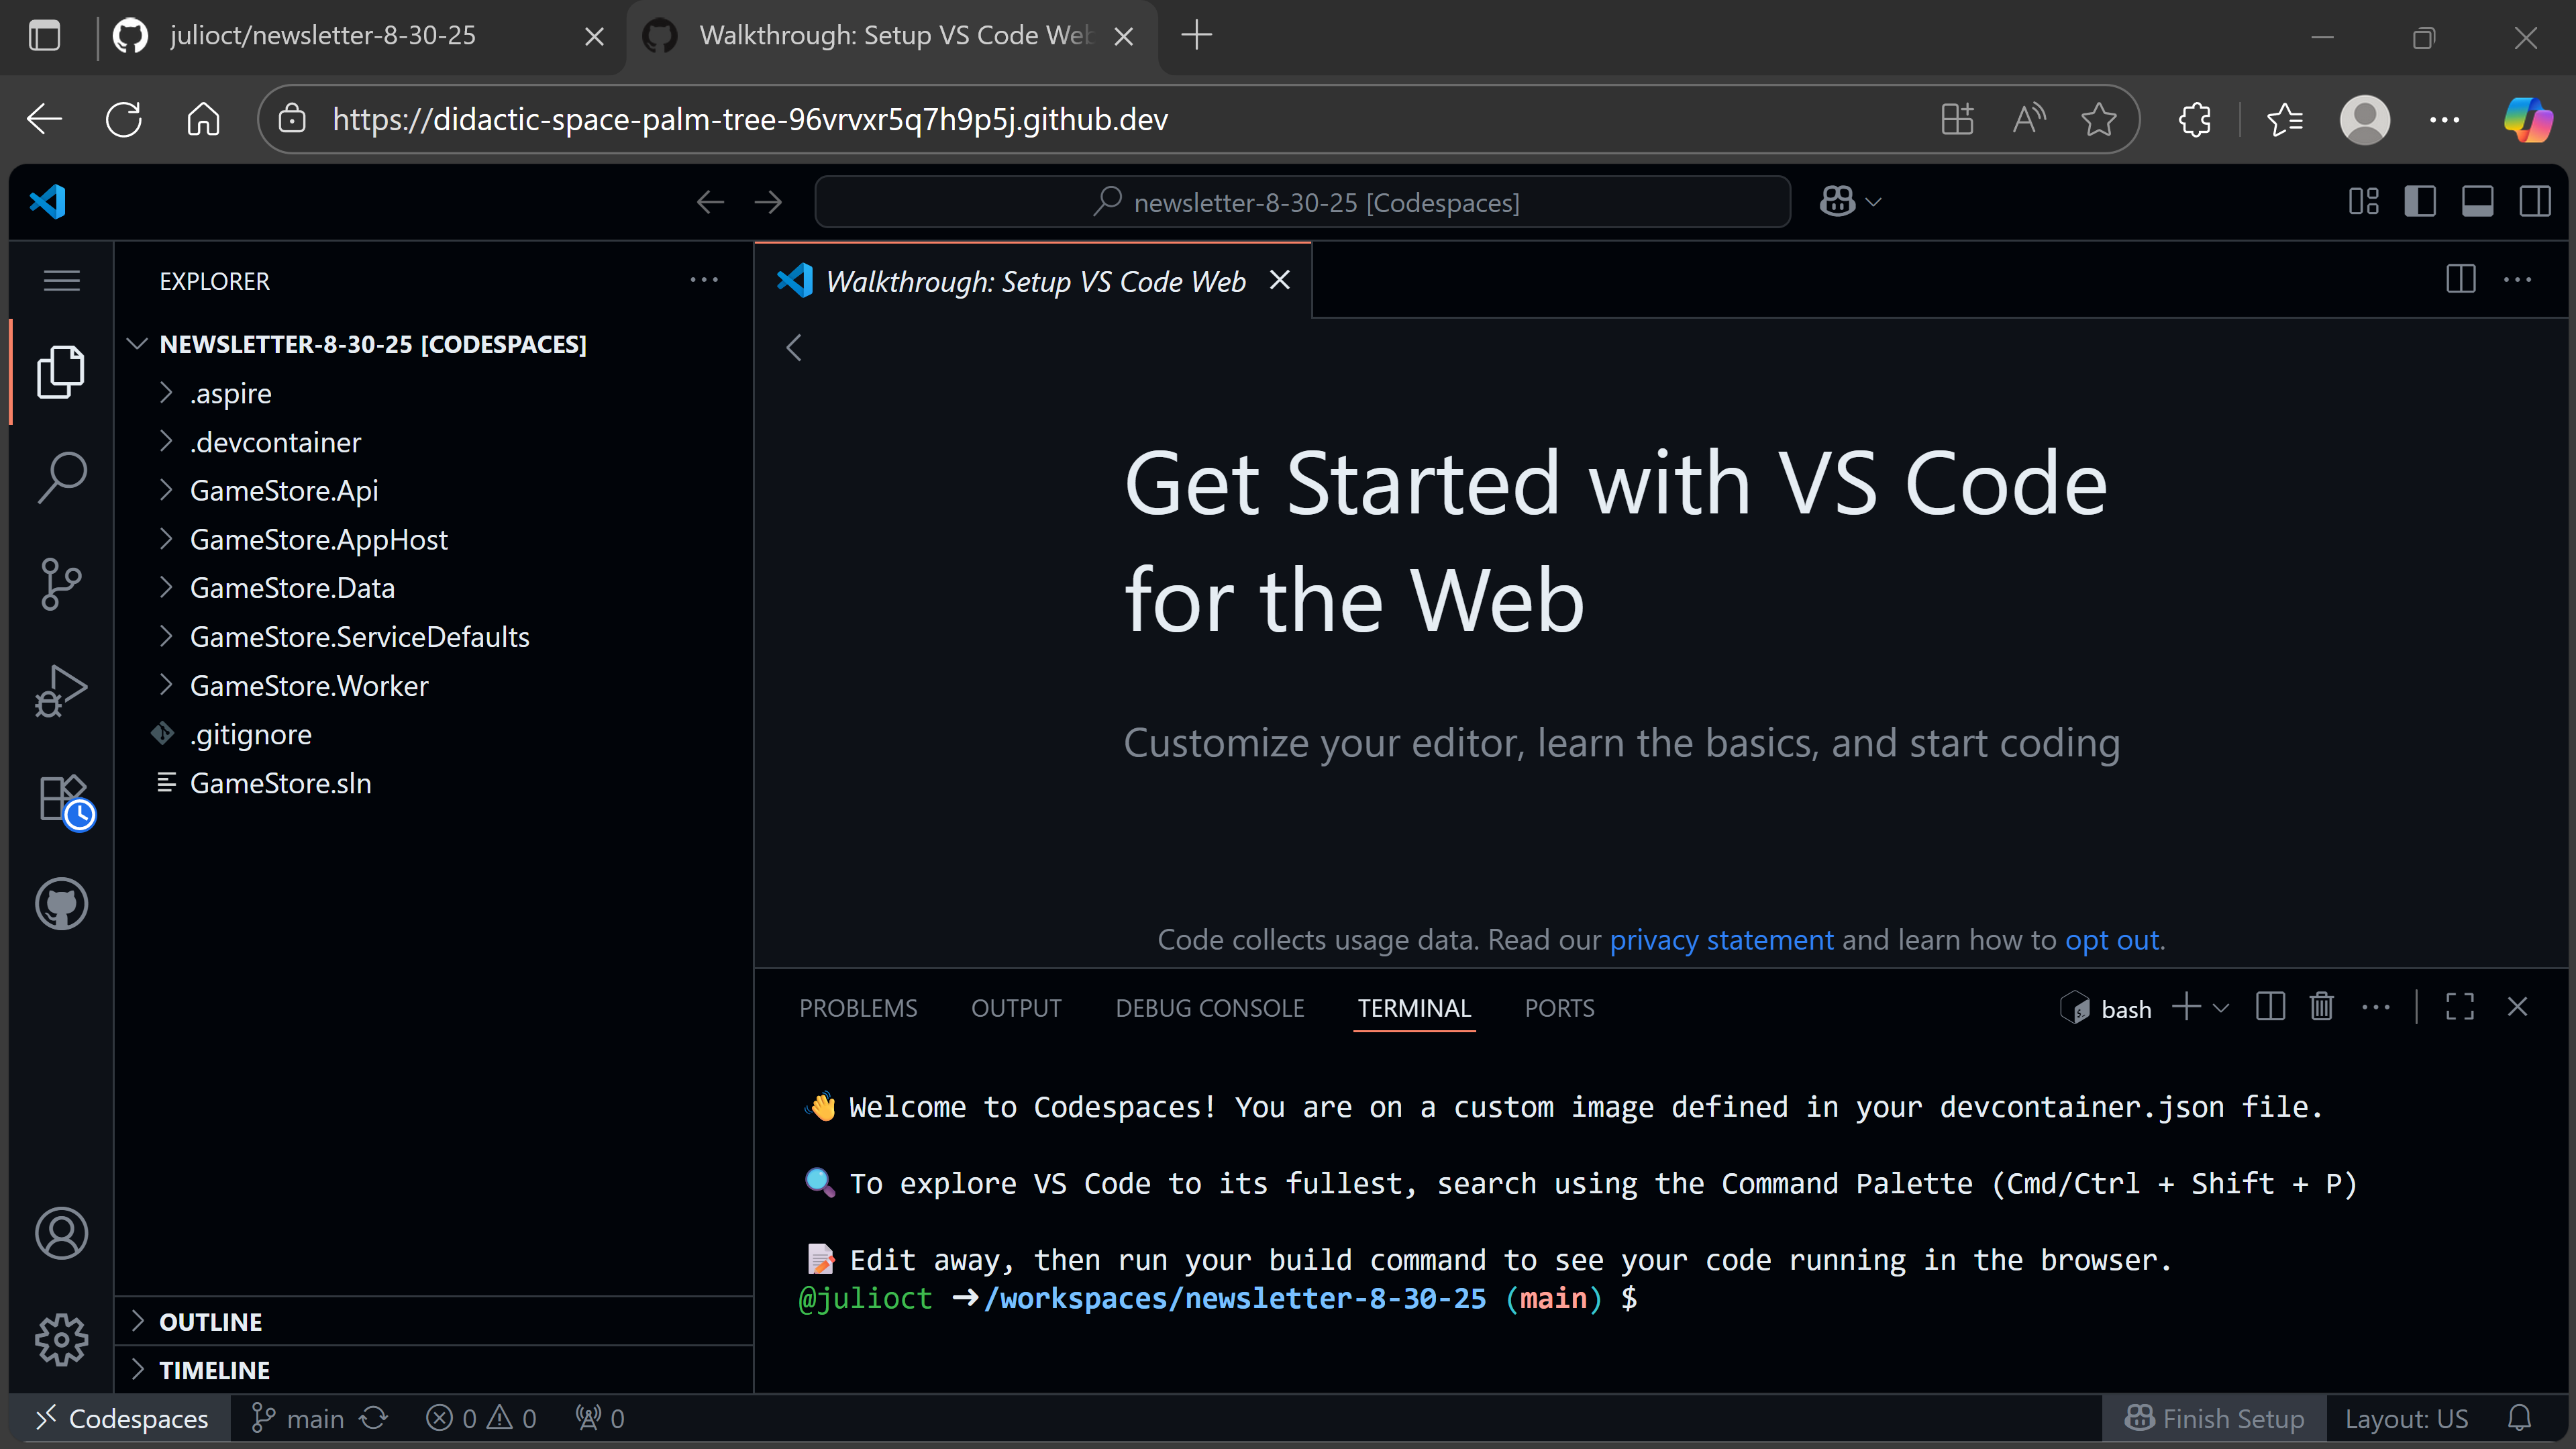 julioct/newsletter-8-30-25
Walkthrough: Setup VS Code Web
https://didactic-space-palm-tree-96vrvxr5q7h9p5j.github.dev
newsletter-8-30-25 [Codespaces]
EXPLORER
NEWSLETTER-8-30-25 [CODESPACES]
.aspire
.devcontainer
GameStore.Api
GameStore.AppHost
GameStore.Data
GameStore.ServiceDefaults
GameStore.Worker
.gitignore
GameStore.sln
OUTLINE
TIMELINE
Walkthrough: Setup VS Code Web
Get Started with VS Code
for the Web
Customize your editor, learn the basics, and start coding
Code collects usage data. Read our privacy statement and learn how to opt out.
PROBLEMS OUTPUT DEBUG CONSOLE TERMINAL PORTS
bash
👋 Welcome to Codespaces! You are on a custom image defined in your devcontainer.json file.
🔍 To explore VS Code to its fullest, search using the Command Palette (Cmd/Ctrl + Shift + P)
📝 Edit away, then run your build command to see your code running in the browser.
@julioct ➜/workspaces/newsletter-8-30-25 (main) $
Codespaces main 0 0 0 Finish Setup Layout: US